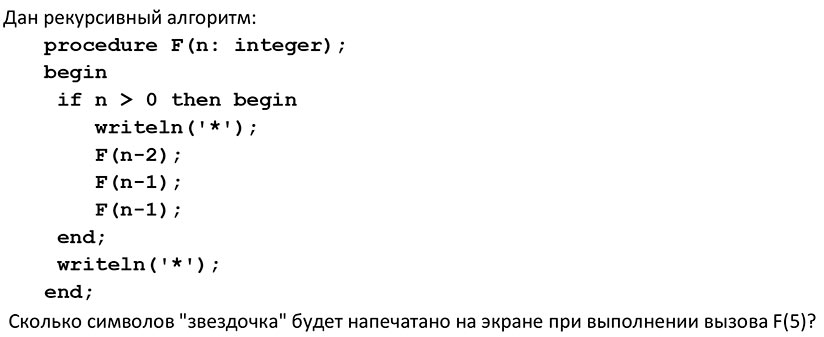 Дан рекурсивный алгоритм:
procedure F(n: integer);
begin
if n > 0 then begin
writeln('*');
F(n-2);
F(n-1);
F(n-1);
end;
writeln('*');
end;
Сколько символов "звездочка" будет напечатано на экране при выполнении вызова F(5)?